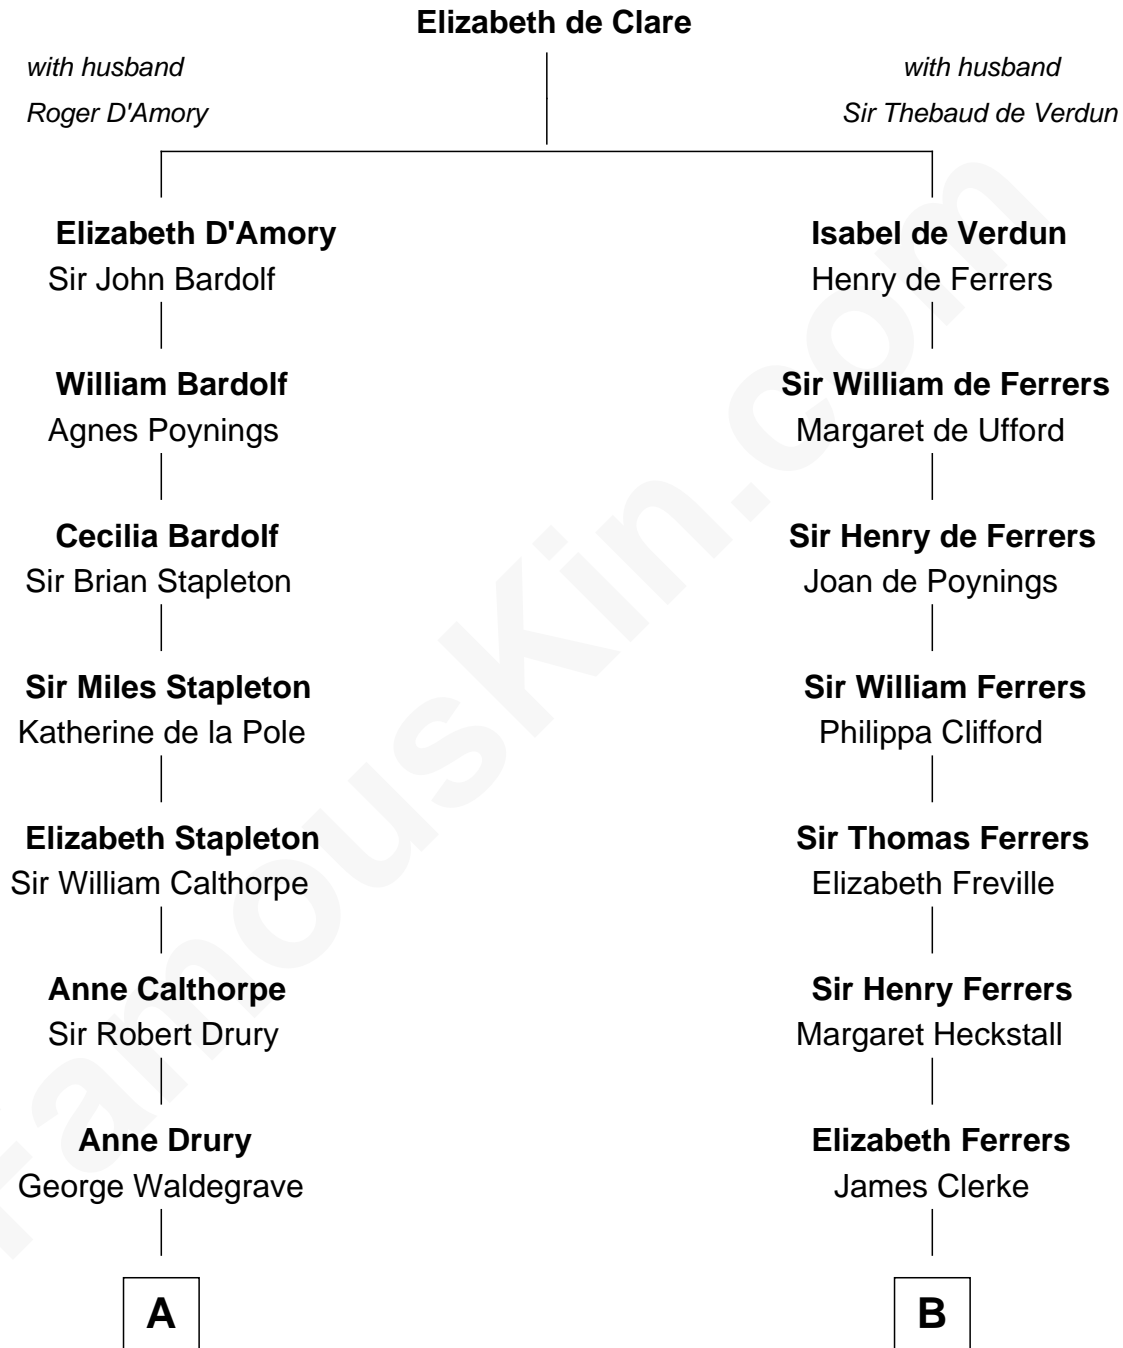 Elizabeth de Clare
with husband
Roger D'Amory
with husband
Sir Thebaud de Verdun
Elizabeth D'Amory
Sir John Bardolf
William Bardolf
Agnes Poynings
Cecilia Bardolf
Sir Brian Stapleton
Sir Miles Stapleton
Katherine de la Pole
Elizabeth Stapleton
Sir William Calthorpe
Anne Calthorpe
Sir Robert Drury
Anne Drury
George Waldegrave
A
Isabel de Verdun
Henry de Ferrers
Sir William de Ferrers
Margaret de Ufford
Sir Henry de Ferrers
Joan de Poynings
Sir William Ferrers
Philippa Clifford
Sir Thomas Ferrers
Elizabeth Freville
Sir Henry Ferrers
Margaret Heckstall
Elizabeth Ferrers
James Clerke
B
FamousKin.com